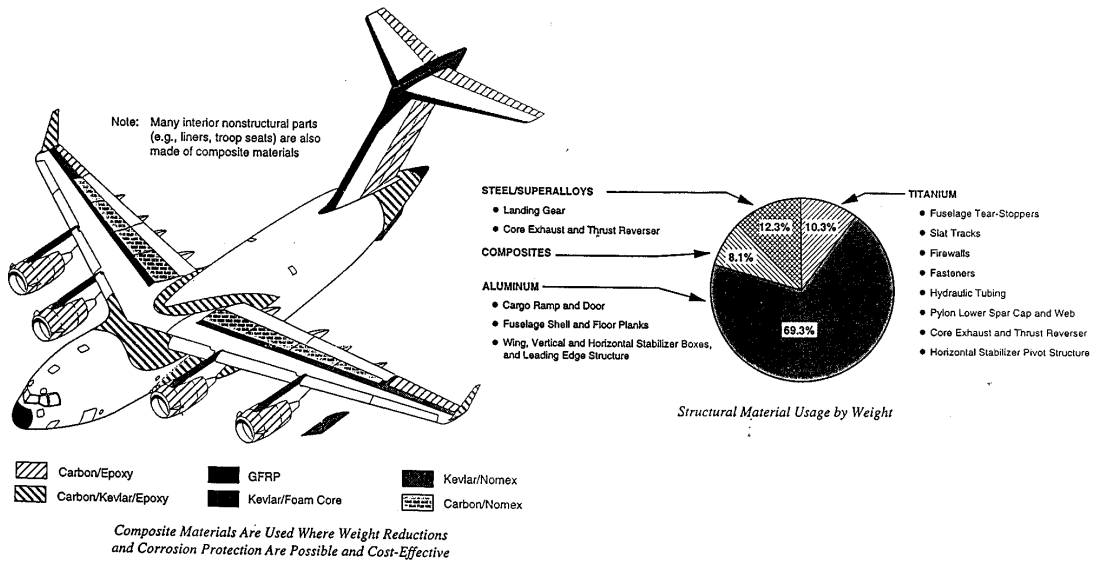 Note: Many interior nonstructural parts
(e.g., liners, troop seats) are also
made of composite materials
STEEL/SUPERALLOYS
• Landing Gear
• Core Exhaust and Thrust Reverser
COMPOSITES
ALUMINUM
• Cargo Ramp and Door
• Fuselage Shell and Floor Planks
• Wing, Vertical and Horizontal Stabilizer Boxes,
and Leading Edge Structure
12.3%
10.3%
8.1%
69.3%
TITANIUM
• Fuselage Tear-Stoppers
• Slat Tracks
• Firewalls
• Fasteners
• Hydraulic Tubing
• Pylon Lower Spar Cap and Web
• Core Exhaust and Thrust Reverser
• Horizontal Stabilizer Pivot Structure
Structural Material Usage by Weight
Carbon/Epoxy
GFRP
Kevlar/Nomex
Carbon/Kevlar/Epoxy
Kevlar/Foam Core
Carbon/Nomex
Composite Materials Are Used Where Weight Reductions
and Corrosion Protection Are Possible and Cost-Effective